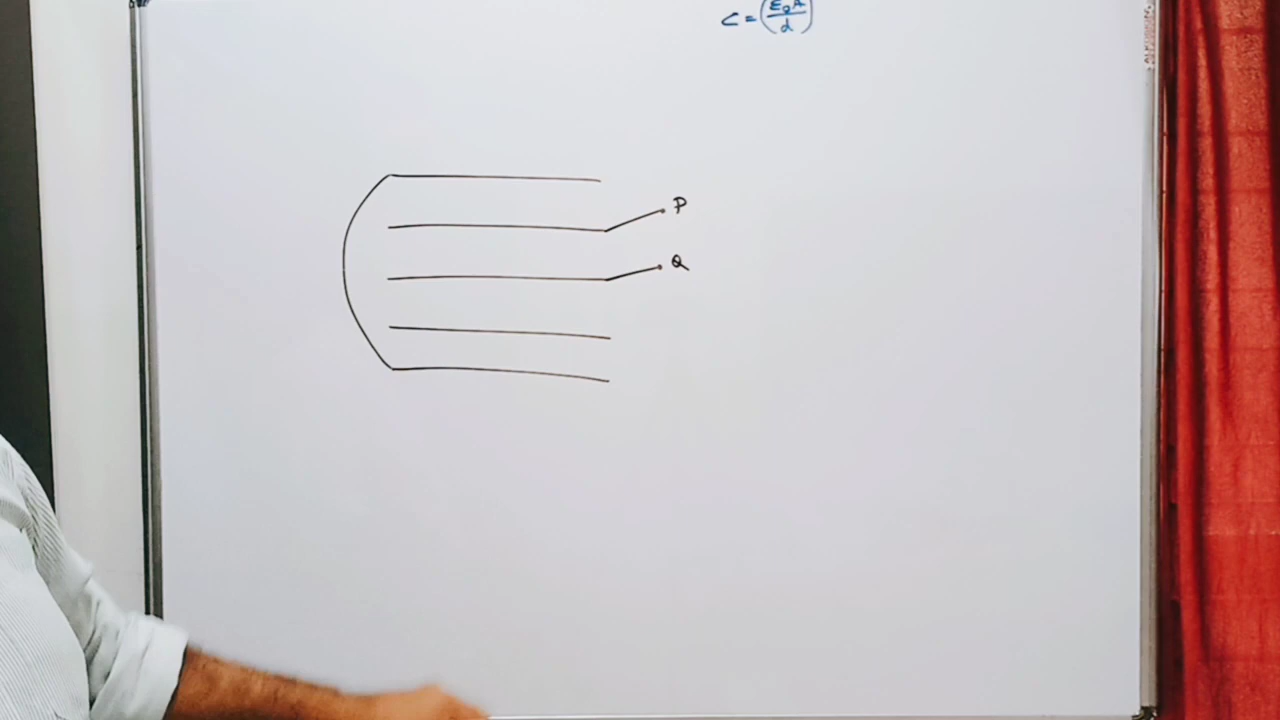 C = (ε₀A/d)
P
Q